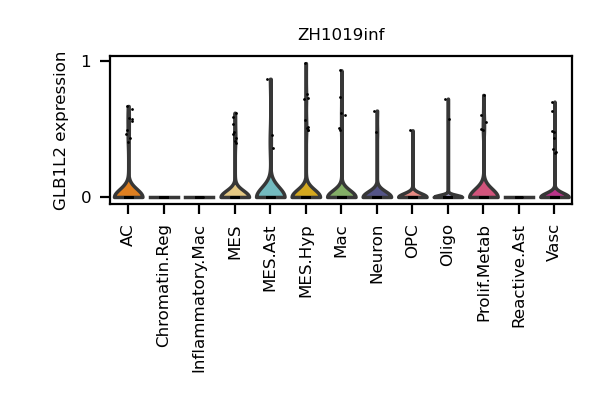 ZH1019inf
GLB1L2 expression
1
0
AC
Chromatin.Reg
Inflammatory.Mac
MES
MES.Ast
MES.Hyp
Mac
Neuron
OPC
Oligo
Prolif.Metab
Reactive.Ast
Vasc